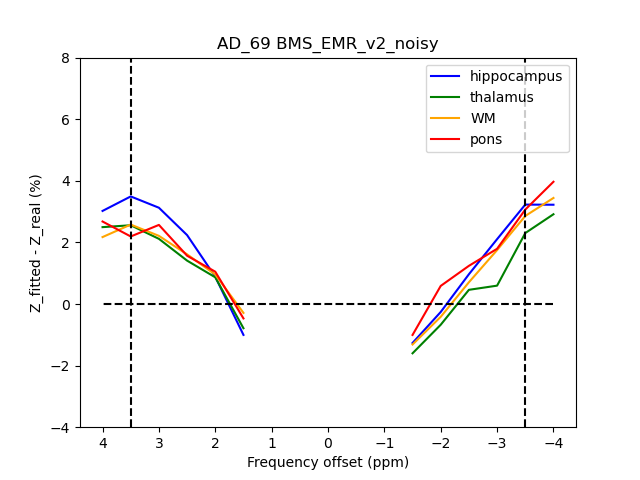 AD_69 BMS_EMR_v2_noisy
8
6
4
2
0
−2
−4
Z_fitted - Z_real (%)
hippocampus
thalamus
WM
pons
4 3 2 1 0 −1 −2 −3 −4
Frequency offset (ppm)